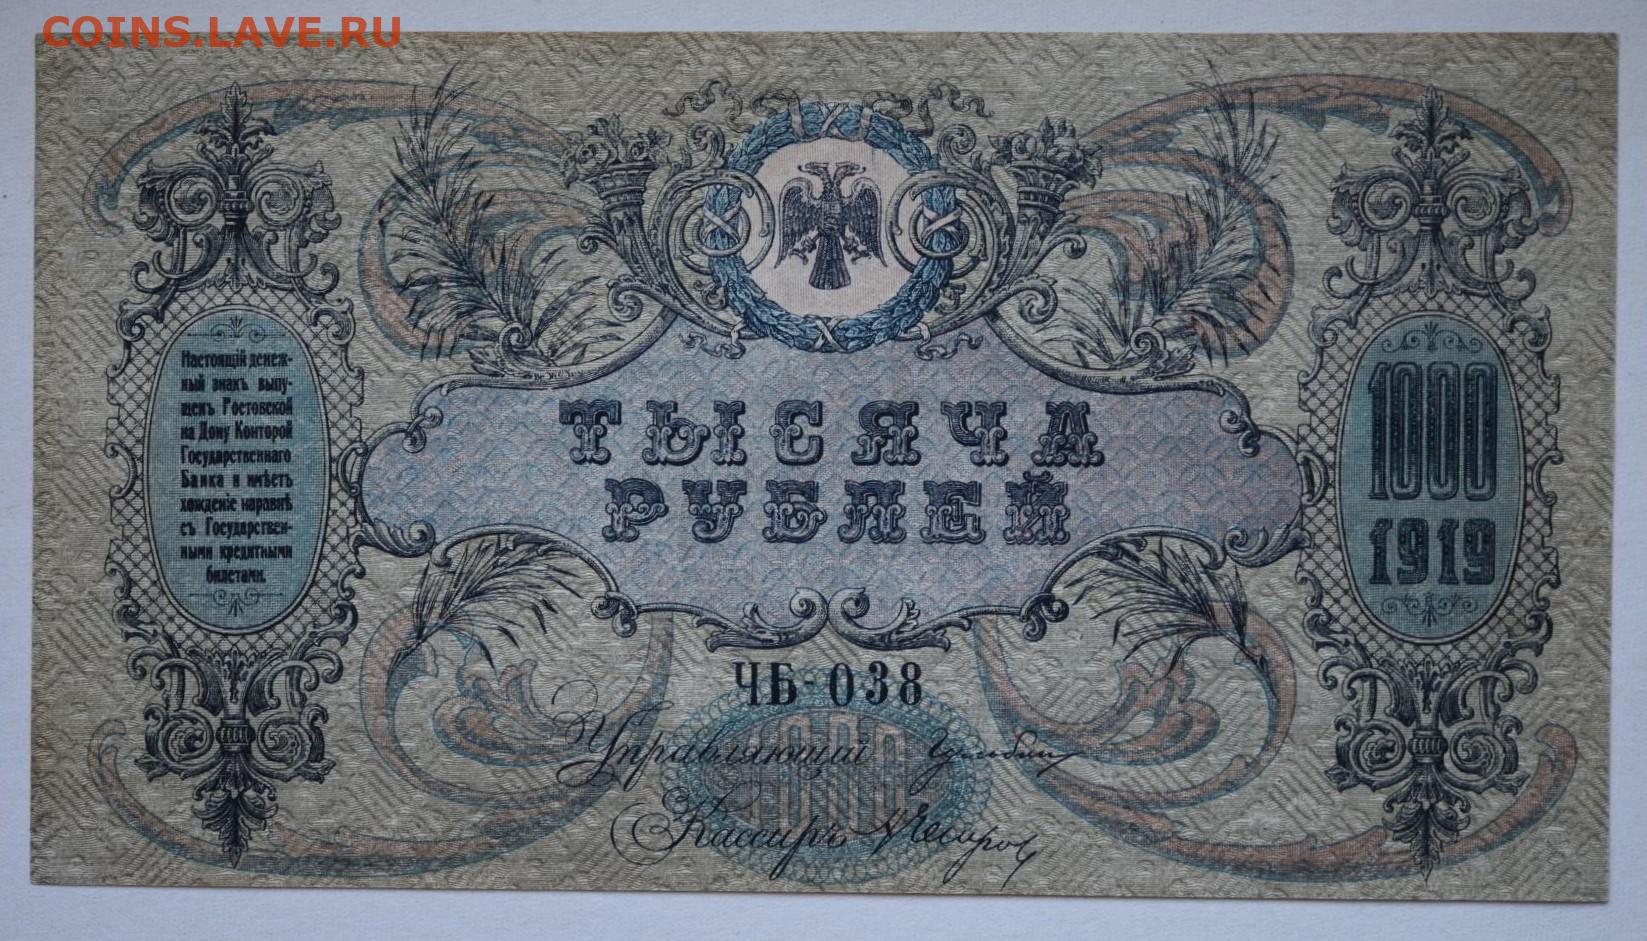 COINS.LAVE.RU
Настоящій денеж-
ный знакъ выпу-
щенъ Ростовской
на Дону Конторой
Государственнаго
Банка и имѣетъ
хожденіе наравнѣ
съ Государствен-
ными кредитными
билетами.
ТЫСЯЧА
РУБЛЕЙ
1000
1919
ЧБ-038
1000
Управляющій
Кассиръ